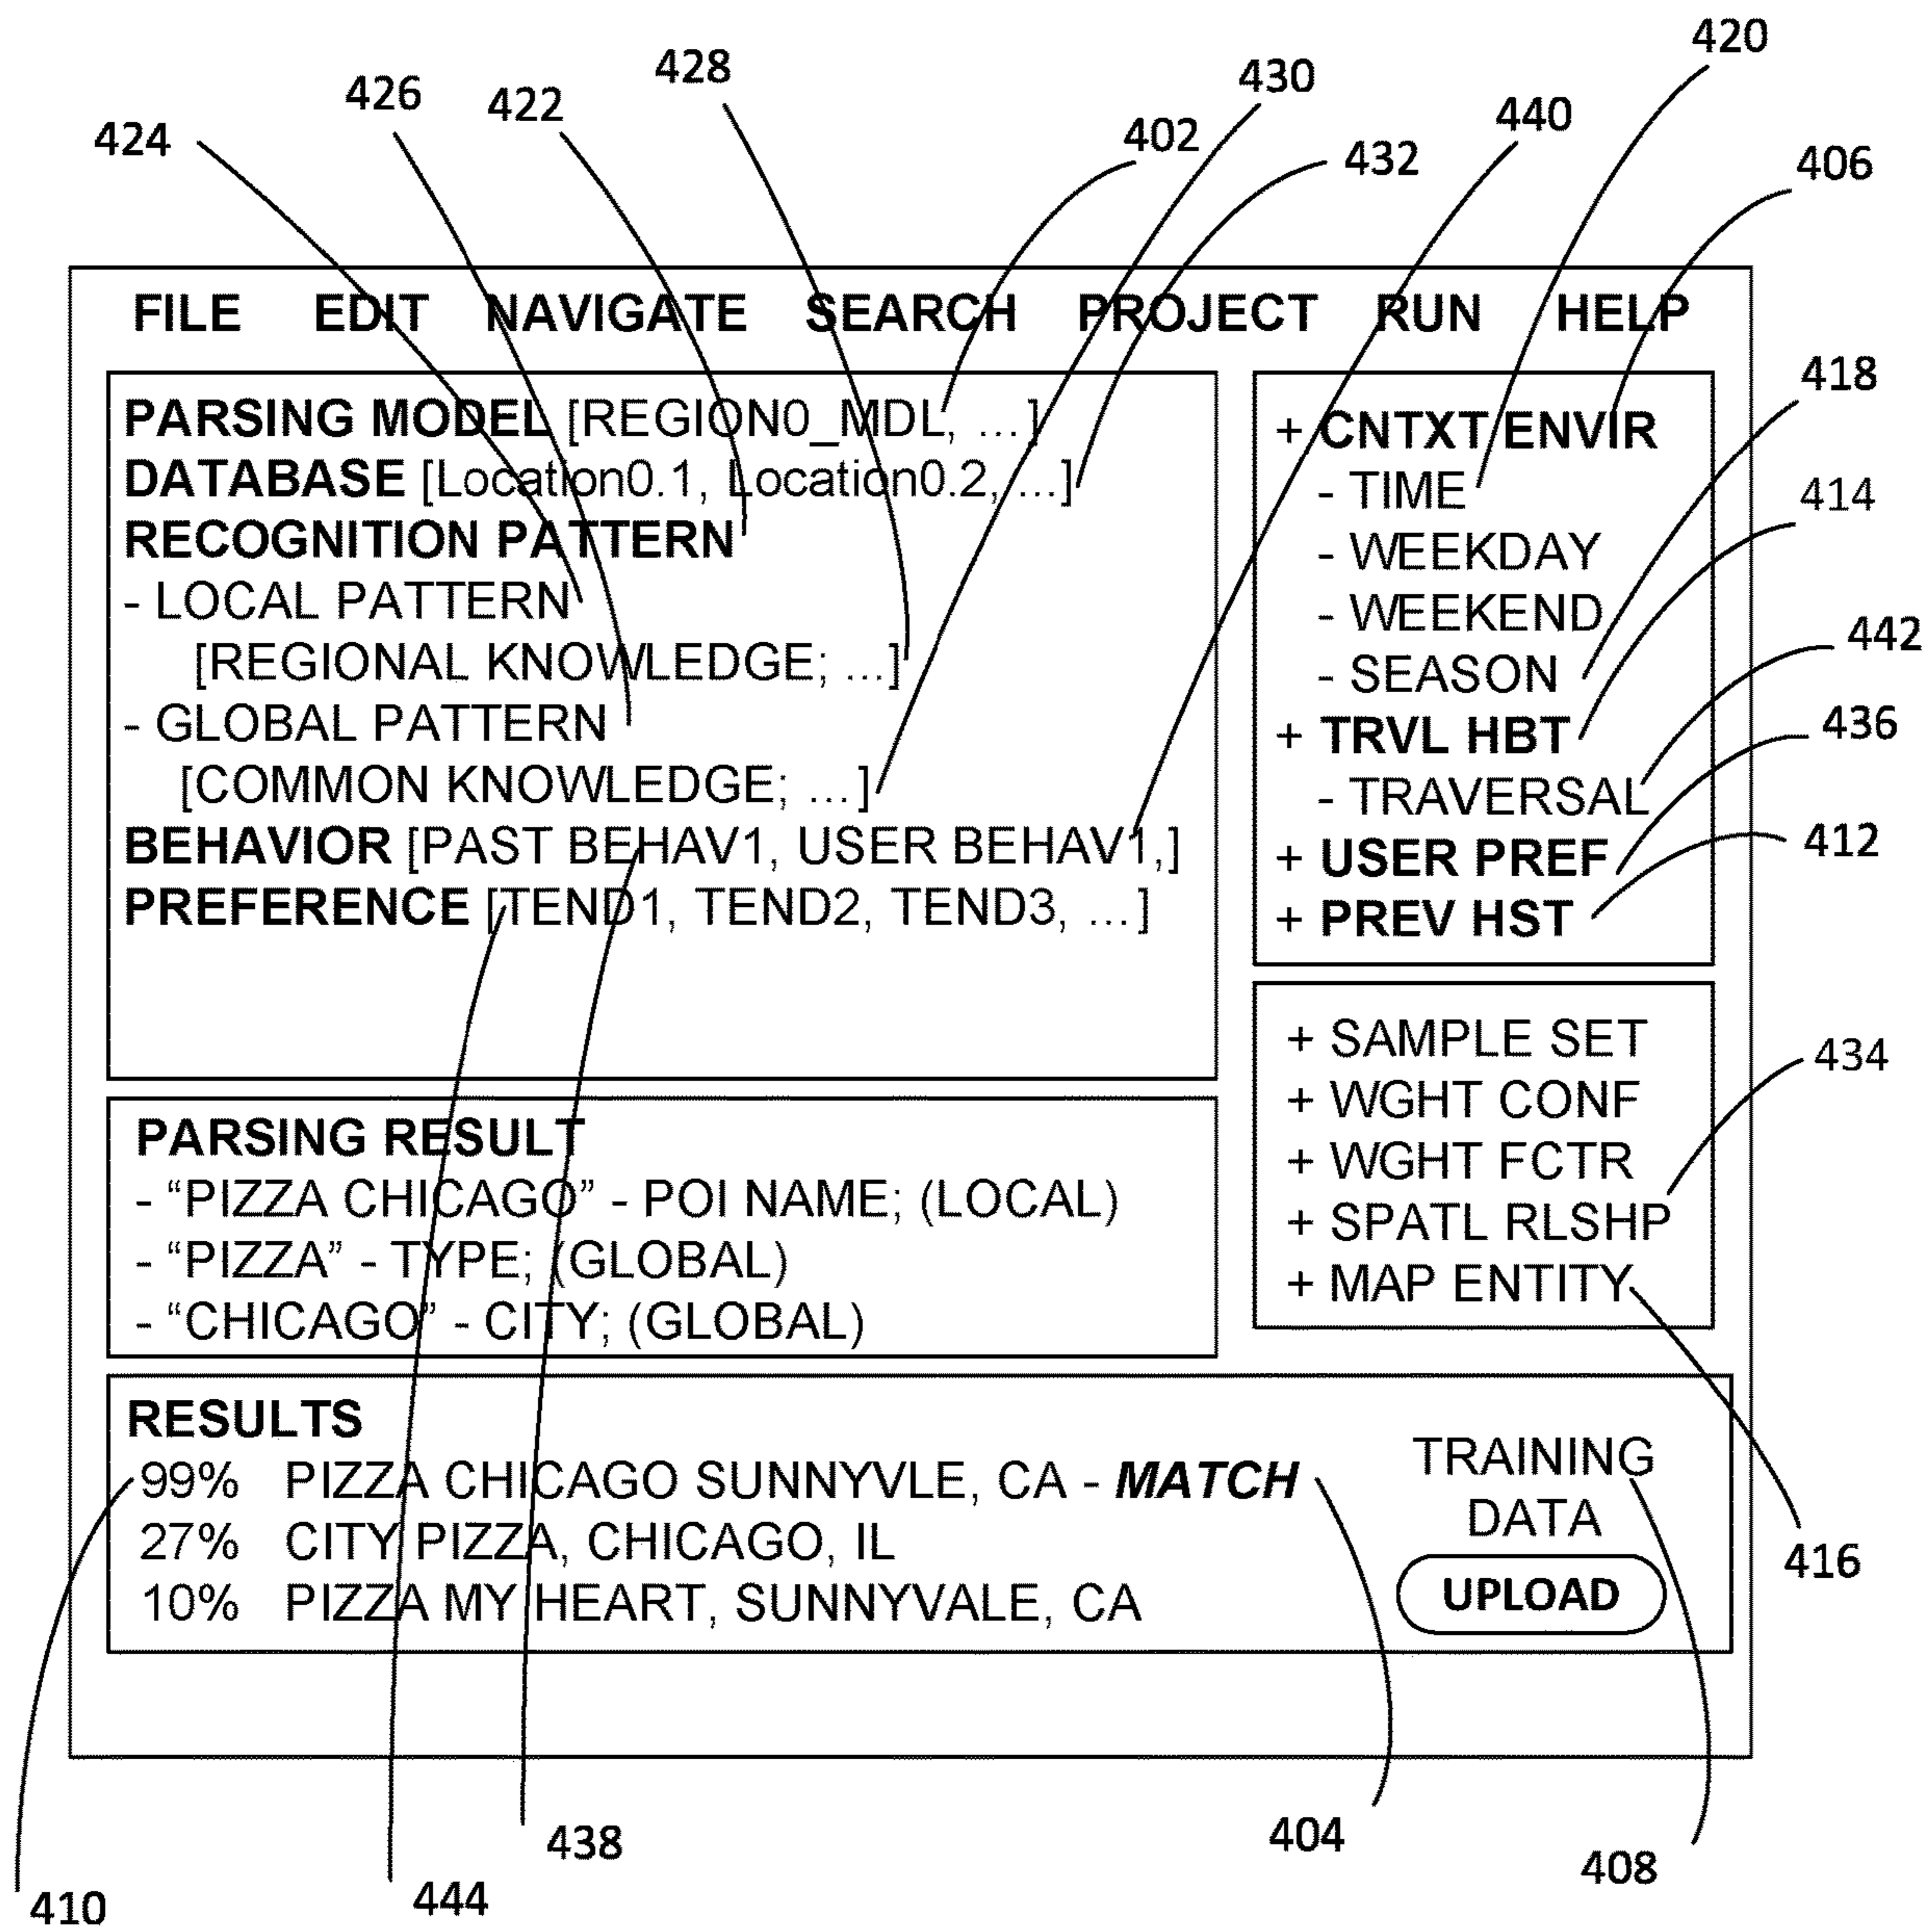 420
428
430
426
422
440
424
402
432
406
FILE EDIT NAVIGATE SEARCH PROJECT RUN HELP
PARSING MODEL [REGION0_MDL, ...]
DATABASE [Location0.1, Location0.2, ...]
RECOGNITION PATTERN
- LOCAL PATTERN
[REGIONAL KNOWLEDGE; ...]
- GLOBAL PATTERN
[COMMON KNOWLEDGE; ...]
BEHAVIOR [PAST BEHAV1, USER BEHAV1,]
PREFERENCE [TEND1, TEND2, TEND3, ...]
+ CNTXT ENVIR
- TIME
- WEEKDAY
- WEEKEND
- SEASON
+ TRVL HBT
- TRAVERSAL
+ USER PREF
+ PREV HST
418
414
442
436
412
+ SAMPLE SET
+ WGHT CONF
+ WGHT FCTR
+ SPATL RLSHP
+ MAP ENTITY
434
PARSING RESULT
- “PIZZA CHICAGO” - POI NAME; (LOCAL)
- “PIZZA” - TYPE; (GLOBAL)
- “CHICAGO” - CITY; (GLOBAL)
RESULTS
99% PIZZA CHICAGO SUNNYVLE, CA - MATCH
27% CITY PIZZA, CHICAGO, IL
10% PIZZA MY HEART, SUNNYVALE, CA
TRAINING
DATA
UPLOAD
416
438
404
408
444
410